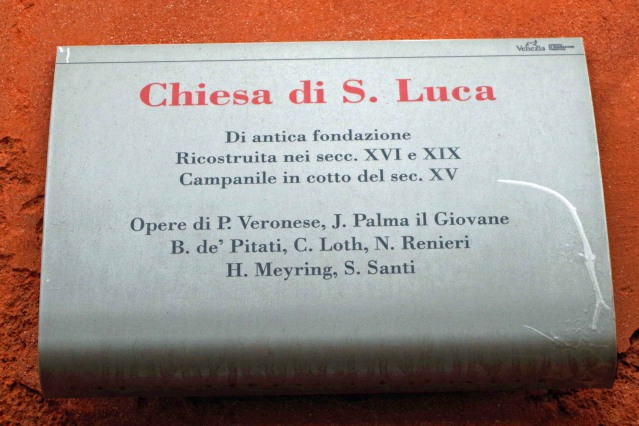 Venezia
Chiesa di S. Luca
Di antica fondazione
Ricostruita nei secc. XVI e XIX
Campanile in cotto del sec. XV
Opere di P. Veronese, J. Palma il Giovane
B. de' Pitati, C. Loth, N. Renieri
H. Meyring, S. Santi